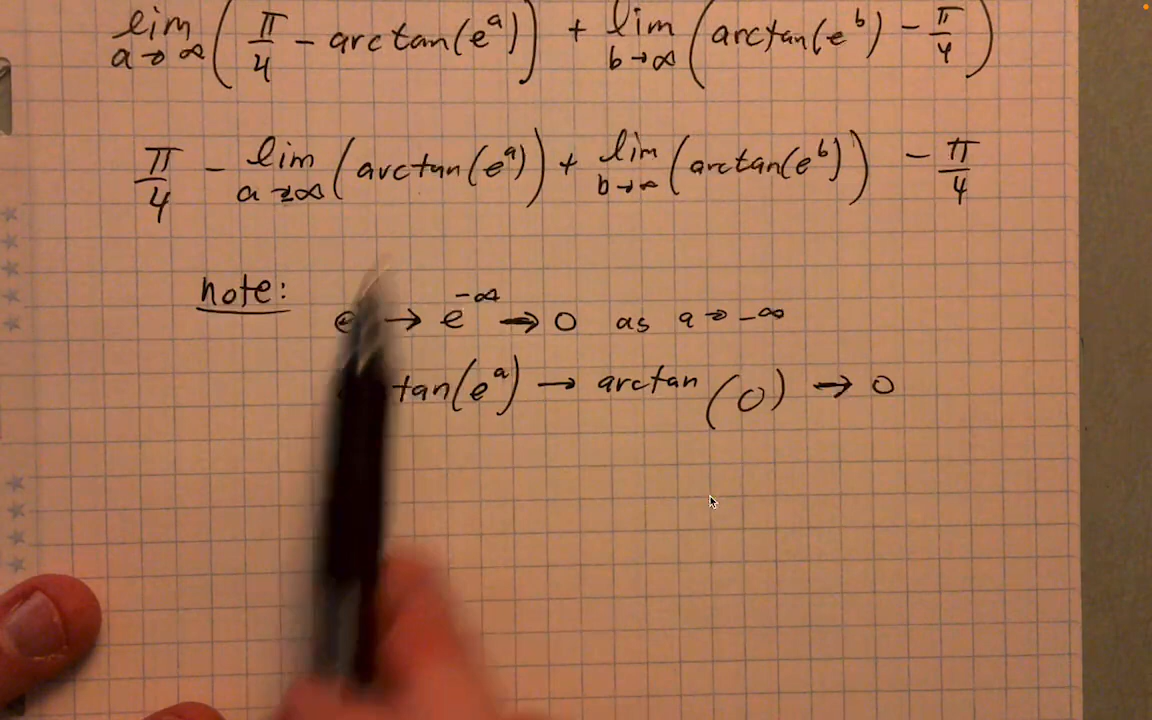 lim a→∞ (π/4 - arctan(e^a)) + lim b→∞ (arctan(e^b) - π/4)
π/4 - lim a→∞ (arctan(e^a)) + lim b→∞ (arctan(e^b)) - π/4
note:
→ e^-∞ → 0 as a → -∞
tan(e^a) → arctan (0) → 0